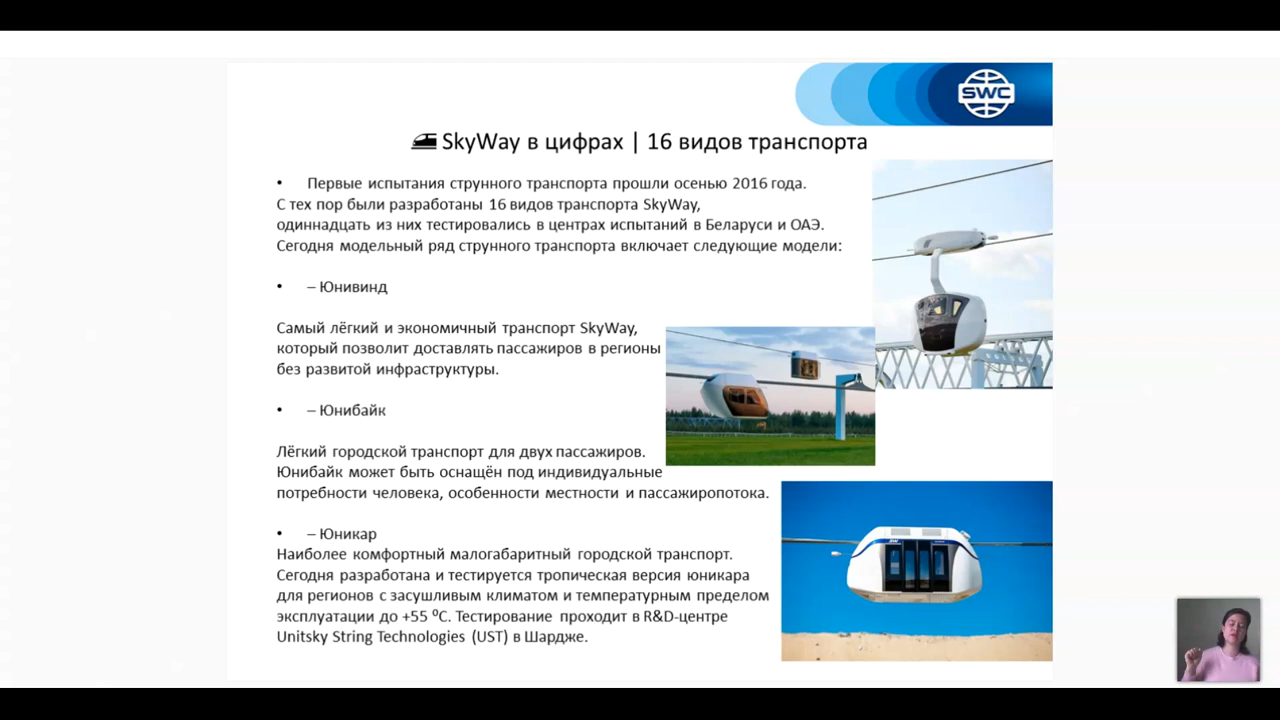 SWC
SkyWay в цифрах | 16 видов транспорта
• Первые испытания струнного транспорта прошли осенью 2016 года.
С тех пор были разработаны 16 видов транспорта SkyWay,
одиннадцать из них тестировались в центрах испытаний в Беларуси и ОАЭ.
Сегодня модельный ряд струнного транспорта включает следующие модели:
• – Юнивинд
Самый лёгкий и экономичный транспорт SkyWay,
который позволит доставлять пассажиров в регионы
без развитой инфраструктуры.
• – Юнибайк
Лёгкий городской транспорт для двух пассажиров.
Юнибайк может быть оснащён под индивидуальные
потребности человека, особенности местности и пассажиропотока.
• – Юникар
Наиболее комфортный малогабаритный городской транспорт.
Сегодня разработана и тестируется тропическая версия юникара
для регионов с засушливым климатом и температурным пределом
эксплуатации до +55 ⁰С. Тестирование проходит в R&D-центре
Unitsky String Technologies (UST) в Шардже.